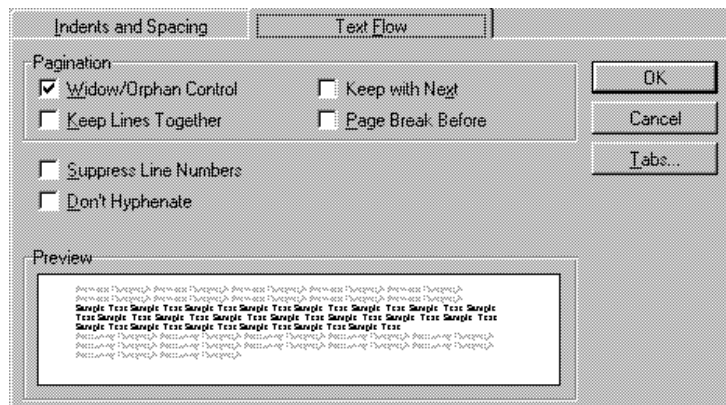 Indents and Spacing
Text Flow
Pagination
Widow/Orphan Control
Keep with Next
Keep Lines Together
Page Break Before
OK
Cancel
Tabs...
Suppress Line Numbers
Don't Hyphenate
Preview
Sample Text Sample Text Sample Text Sample Text Sample Text Sample Text Sample
Text Sample Text Sample Text Sample Text Sample Text Sample Text Sample Text Sample
Sample Text Sample Text Sample Text Sample Text Sample Text Sample Text